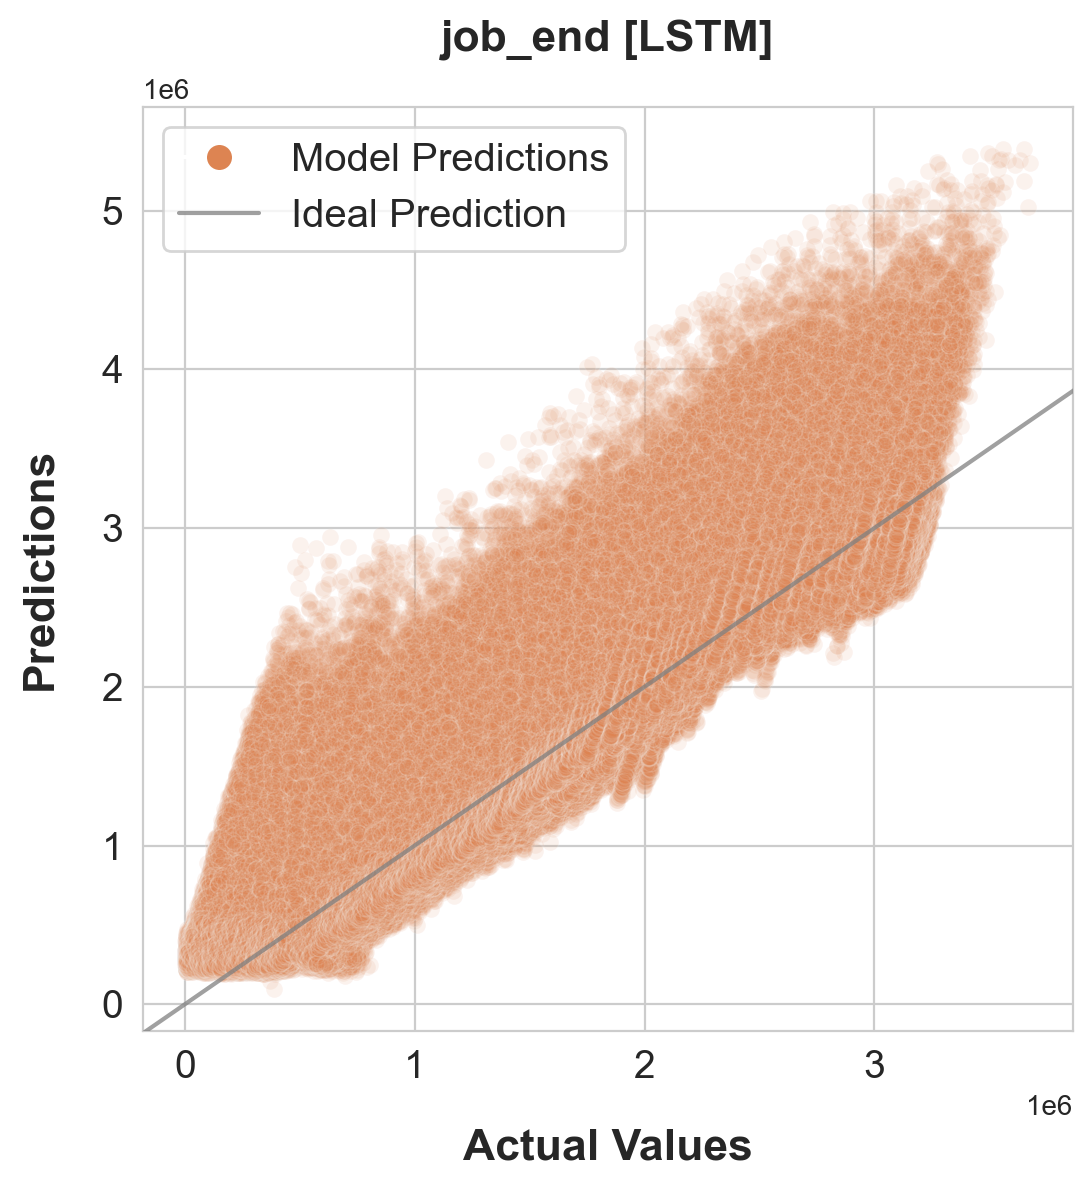 job_end [LSTM]
1e6
Model Predictions
Ideal Prediction
5
4
3
2
1
0
Predictions
0 1 2 3
1e6
Actual Values